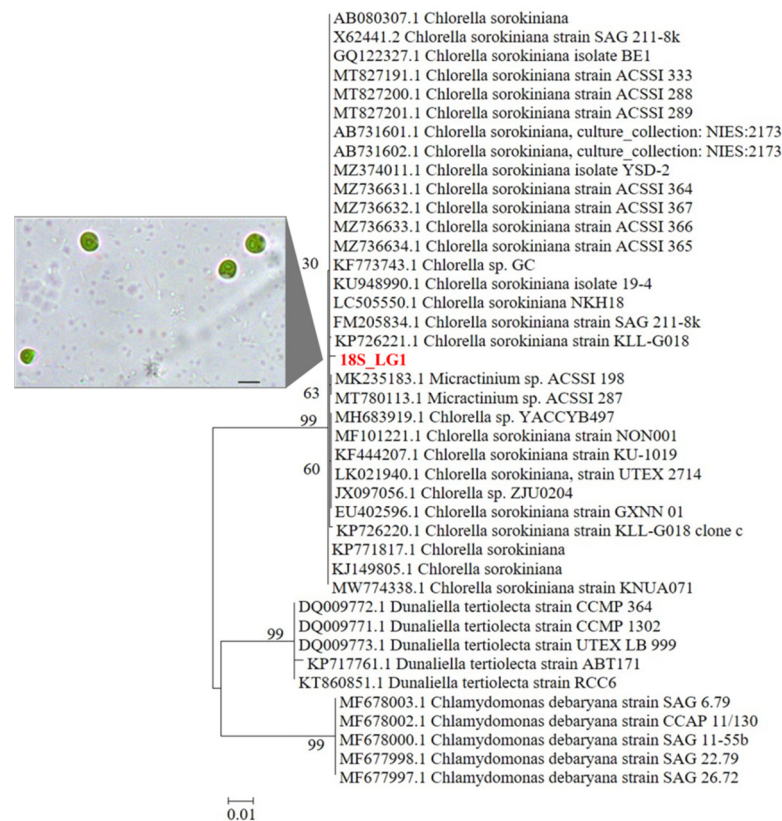 AB080307.1 Chlorella sorokiniana
X62441.2 Chlorella sorokiniana strain SAG 211-8k
GQ122327.1 Chlorella sorokiniana isolate BE1
MT827191.1 Chlorella sorokiniana strain ACSSI 333
MT827200.1 Chlorella sorokiniana strain ACSSI 288
MT827201.1 Chlorella sorokiniana strain ACSSI 289
AB731601.1 Chlorella sorokiniana, culture_collection: NIES:2173
AB731602.1 Chlorella sorokiniana, culture_collection: NIES:2173
MZ374011.1 Chlorella sorokiniana isolate YSD-2
MZ736631.1 Chlorella sorokiniana strain ACSSI 364
MZ736632.1 Chlorella sorokiniana strain ACSSI 367
MZ736633.1 Chlorella sorokiniana strain ACSSI 366
MZ736634.1 Chlorella sorokiniana strain ACSSI 365
30 KF773743.1 Chlorella sp. GC
KU948990.1 Chlorella sorokiniana isolate 19-4
LC505550.1 Chlorella sorokiniana NKH18
FM205834.1 Chlorella sorokiniana strain SAG 211-8k
KP726221.1 Chlorella sorokiniana strain KLL-G018
18S_LG1
MK235183.1 Micractinium sp. ACSSI 198
63 MT780113.1 Micractinium sp. ACSSI 287
99 MH683919.1 Chlorella sp. YACCYB497
MF101221.1 Chlorella sorokiniana strain NON001
KF444207.1 Chlorella sorokiniana strain KU-1019
60 LK021940.1 Chlorella sorokiniana, strain UTEX 2714
JX097056.1 Chlorella sp. ZJU0204
EU402596.1 Chlorella sorokiniana strain GXNN 01
KP726220.1 Chlorella sorokiniana strain KLL-G018 clone c
KP771817.1 Chlorella sorokiniana
KJ149805.1 Chlorella sorokiniana
MW774338.1 Chlorella sorokiniana strain KNUA071
DQ009772.1 Dunaliella tertiolecta strain CCMP 364
99 DQ009771.1 Dunaliella tertiolecta strain CCMP 1302
DQ009773.1 Dunaliella tertiolecta strain UTEX LB 999
KP717761.1 Dunaliella tertiolecta strain ABT171
KT860851.1 Dunaliella tertiolecta strain RCC6
MF678003.1 Chlamydomonas debaryana strain SAG 6.79
MF678002.1 Chlamydomonas debaryana strain CCAP 11/130
99 MF678000.1 Chlamydomonas debaryana strain SAG 11-55b
MF677998.1 Chlamydomonas debaryana strain SAG 22.79
MF677997.1 Chlamydomonas debaryana strain SAG 26.72
0.01